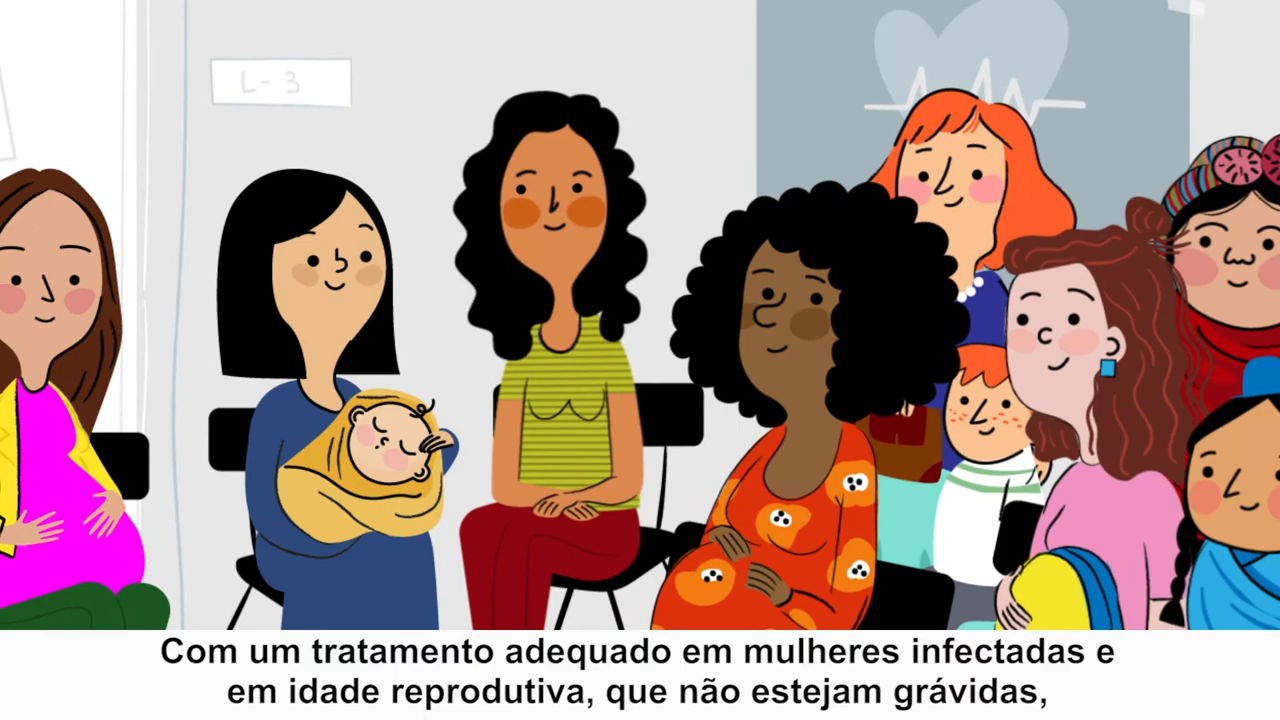 L-3
Com um tratamento adequado em mulheres infectadas e
em idade reprodutiva, que não estejam grávidas,